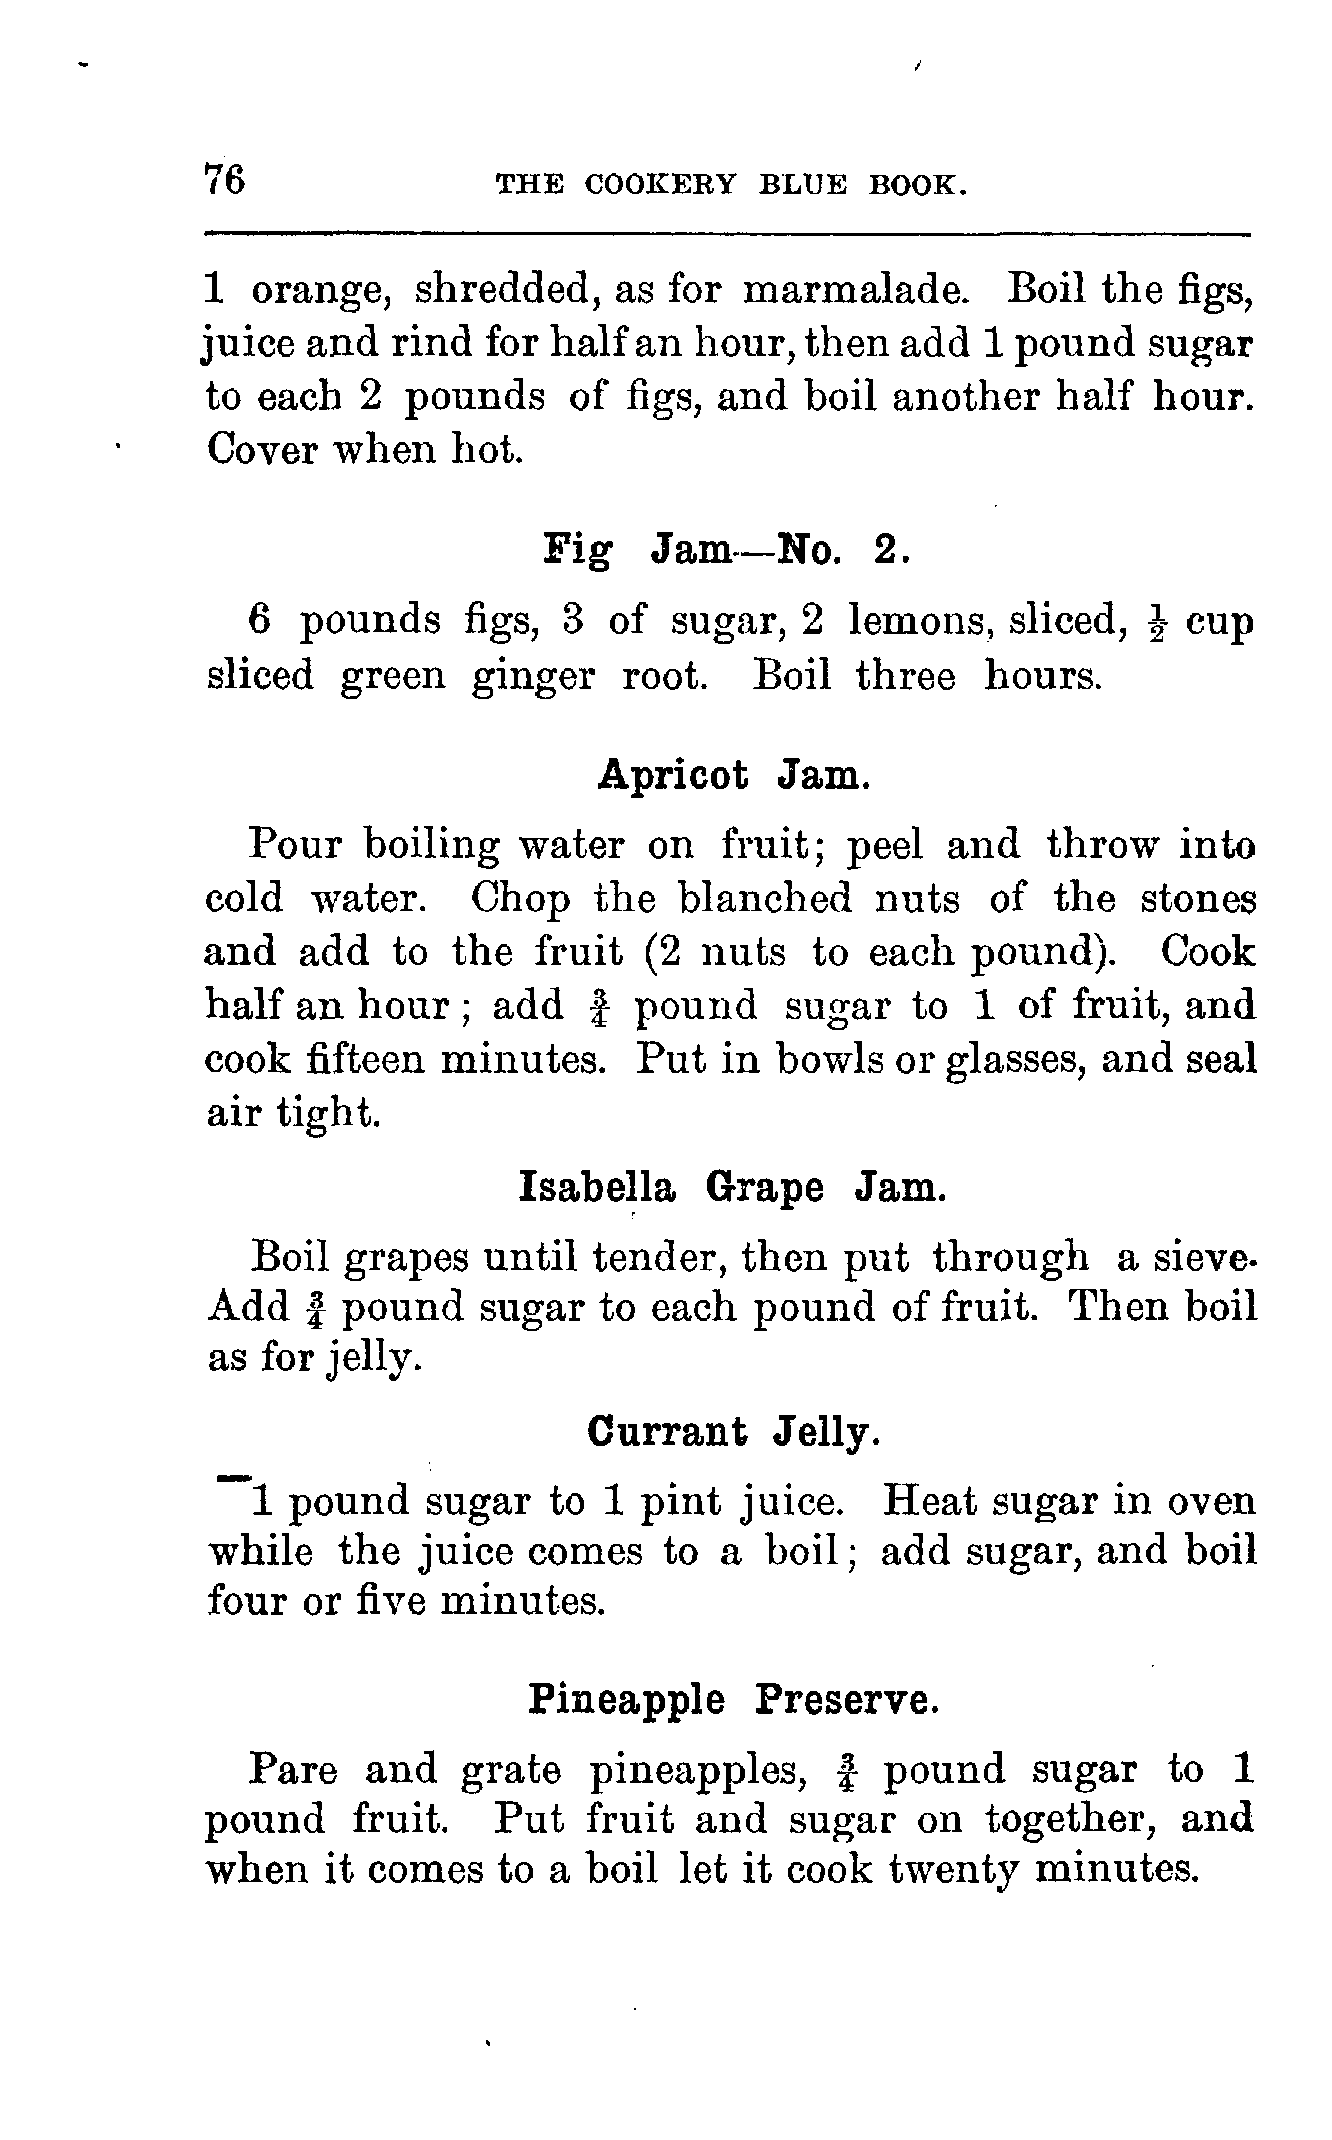 76 THE COOKERY BLUE BOOK.
1 orange, shredded, as for marmalade. Boil the figs,
juice and rind for half an hour, then add 1 pound sugar
to each 2 pounds of figs, and boil another half hour.
Cover when hot.
Fig Jam—No. 2.
6 pounds figs, 3 of sugar, 2 lemons, sliced, ½ cup
sliced green ginger root. Boil three hours.
Apricot Jam.
Pour boiling water on fruit; peel and throw into
cold water. Chop the blanched nuts of the stones
and add to the fruit (2 nuts to each pound). Cook
half an hour; add ¾ pound sugar to 1 of fruit, and
cook fifteen minutes. Put in bowls or glasses, and seal
air tight.
Isabella Grape Jam.
Boil grapes until tender, then put through a sieve.
Add ¾ pound sugar to each pound of fruit. Then boil
as for jelly.
Currant Jelly.
1 pound sugar to 1 pint juice. Heat sugar in oven
while the juice comes to a boil; add sugar, and boil
four or five minutes.
Pineapple Preserve.
Pare and grate pineapples, ¾ pound sugar to 1
pound fruit. Put fruit and sugar on together, and
when it comes to a boil let it cook twenty minutes.